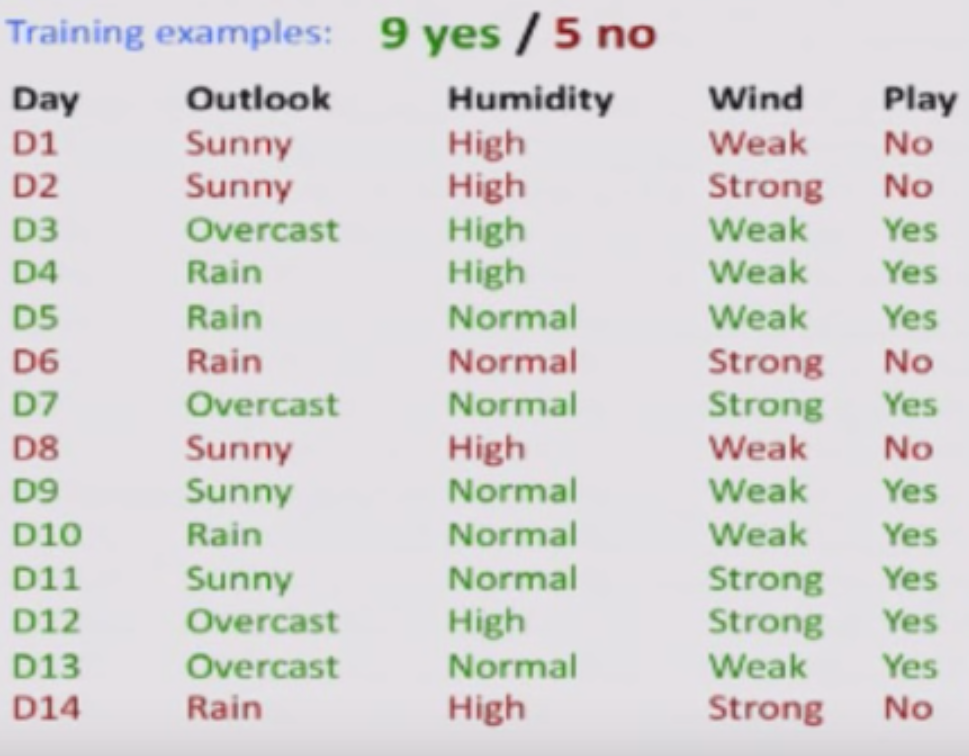 Training examples: 9 yes / 5 no
Day Outlook Humidity Wind Play
D1 Sunny High Weak No
D2 Sunny High Strong No
D3 Overcast High Weak Yes
D4 Rain High Weak Yes
D5 Rain Normal Weak Yes
D6 Rain Normal Strong No
D7 Overcast Normal Strong Yes
D8 Sunny High Weak No
D9 Sunny Normal Weak Yes
D10 Rain Normal Weak Yes
D11 Sunny Normal Strong Yes
D12 Overcast High Strong Yes
D13 Overcast Normal Weak Yes
D14 Rain High Strong No